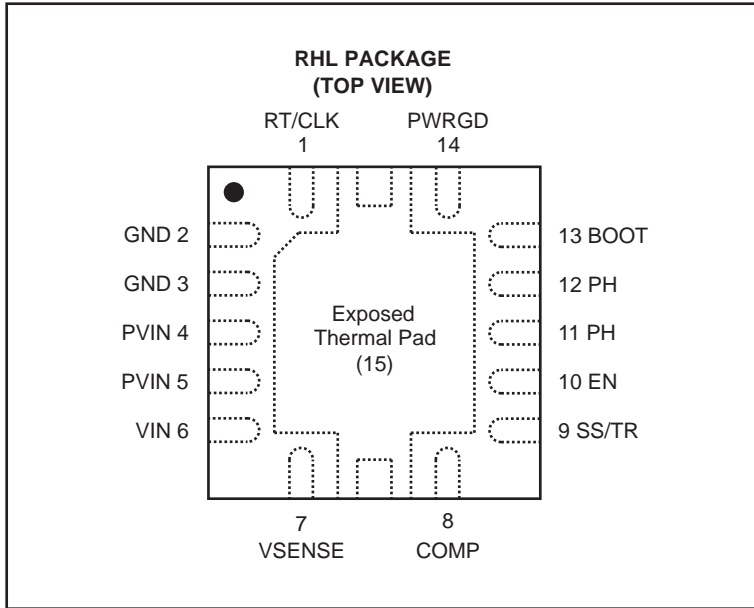 RHL PACKAGE
(TOP VIEW)
RT/CLK
1
PWRGD
14
GND 2
GND 3
PVIN 4
PVIN 5
VIN 6
Exposed
Thermal Pad
(15)
13 BOOT
12 PH
11 PH
10 EN
9 SS/TR
7
VSENSE
8
COMP